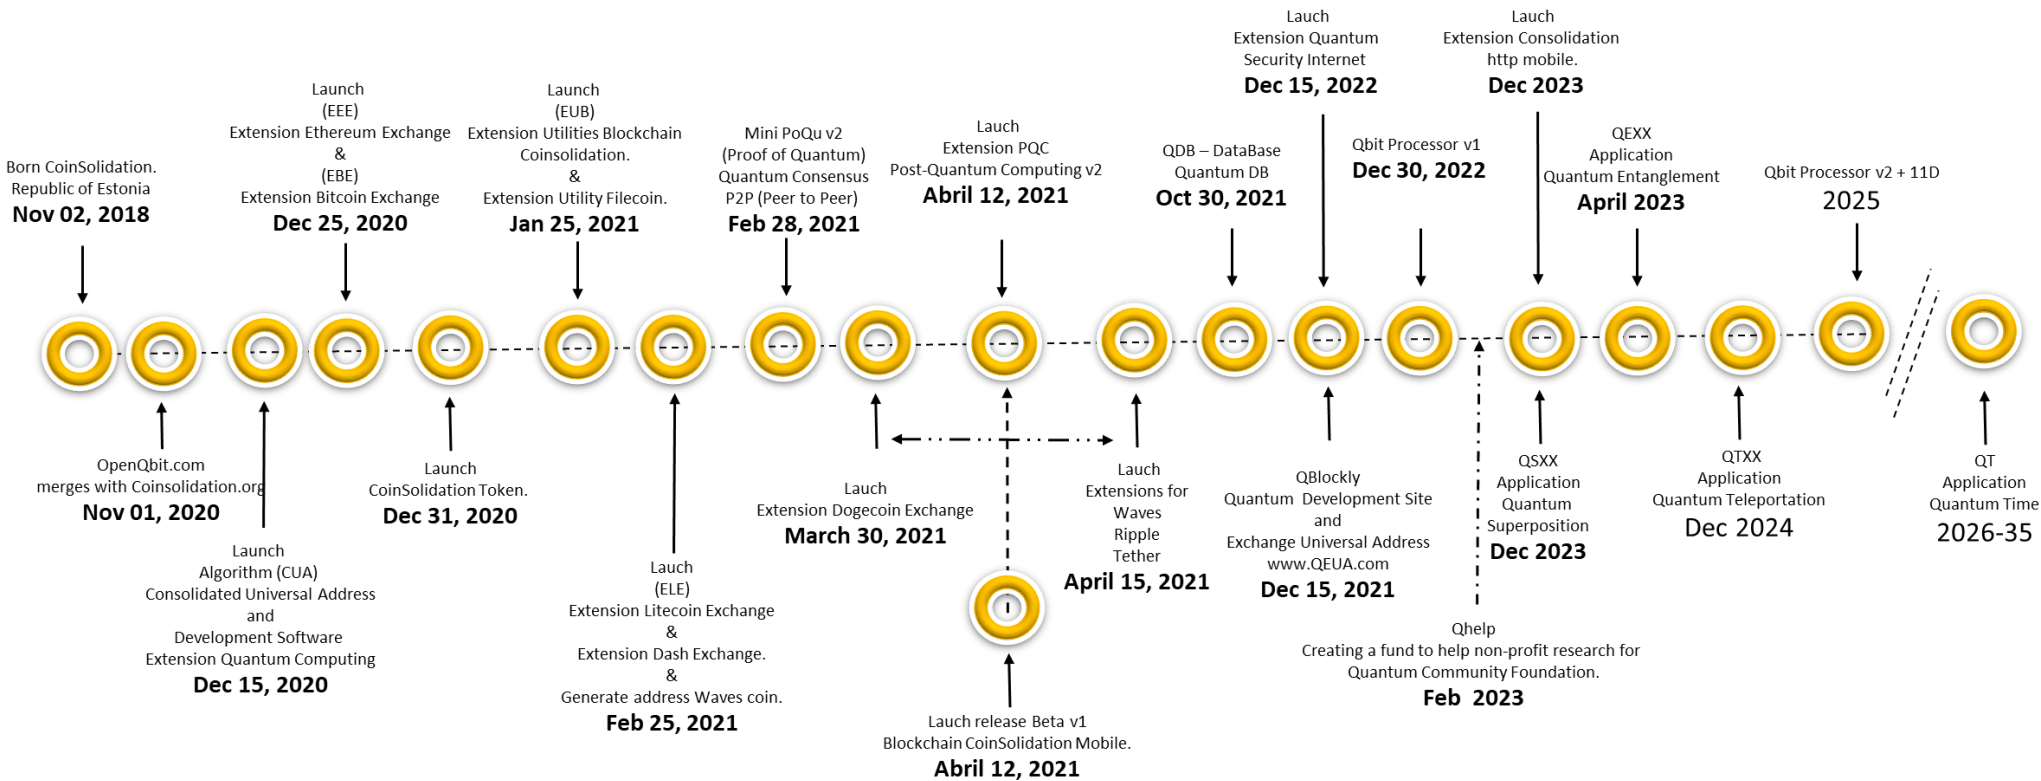 Born CoinSolidation.
Republic of Estonia
Nov 02, 2018
OpenQbit.com
merges with Coinsolidation.org
Nov 01, 2020
Launch
Algorithm (CUA)
Consolidated Universal Address
and
Development Software
Extension Quantum Computing
Dec 15, 2020
Launch
(EEE)
Extension Ethereum Exchange
&
(EBE)
Extension Bitcoin Exchange
Dec 25, 2020
Launch
CoinSolidation Token.
Dec 31, 2020
Launch
(EUB)
Extension Utilities Blockchain
Coinsolidation.
&
Extension Utility Filecoin.
Jan 25, 2021
Lauch
(ELE)
Extension Litecoin Exchange
&
Extension Dash Exchange.
&
Generate address Waves coin.
Feb 25, 2021
Mini PoQu v2
(Proof of Quantum)
Quantum Consensus
P2P (Peer to Peer)
Feb 28, 2021
Lauch
Extension Dogecoin Exchange
March 30, 2021
Lauch
Extension PQC
Post-Quantum Computing v2
Abril 12, 2021
Lauch release Beta v1
Blockchain CoinSolidation Mobile.
Abril 12, 2021
Lauch
Extensions for
Waves
Ripple
Tether
April 15, 2021
QDB – DataBase
Quantum DB
Oct 30, 2021
Lauch
Extension Quantum
Security Internet
Dec 15, 2022
QBlockly
Quantum  Development Site
and
Exchange Universal Address
www.QEUA.com
Dec 15, 2021
Qbit Processor v1
Dec 30, 2022
Qhelp
Creating a fund to help non-profit research for
Quantum Community Foundation.
Feb  2023
Lauch
Extension Consolidation
http mobile.
Dec 2023
QSXX
Application
Quantum
Superposition
Dec 2023
QEXX
Application
Quantum Entanglement
April 2023
QTXX
Application
Quantum Teleportation
Dec 2024
Qbit Processor v2 + 11D
2025
QT
Application
Quantum Time
2026-35